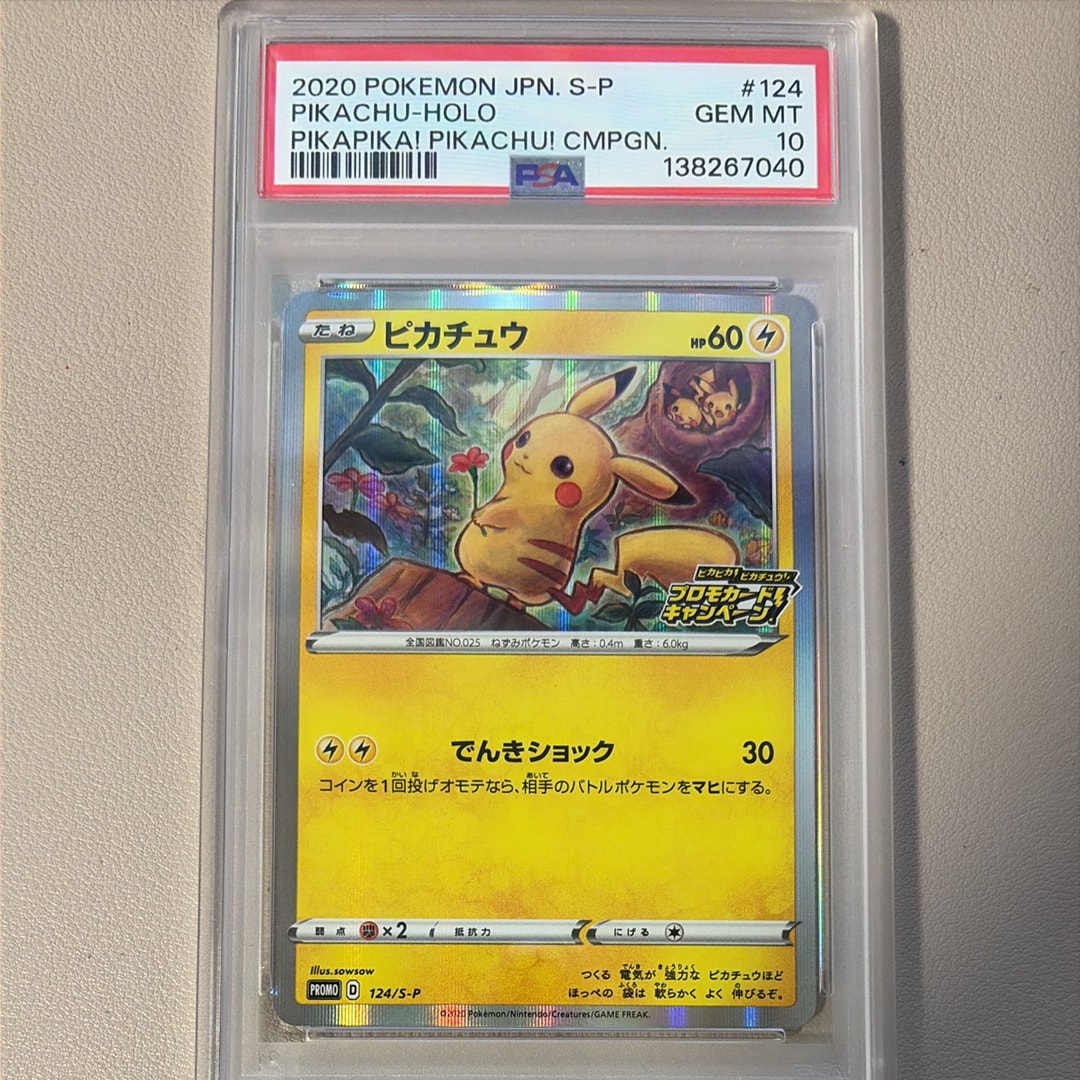 2020 POKEMON JPN. S-P #124
PIKACHU-HOLO GEM MT
PIKAPIKA! PIKACHU! CMPGN. 10
PSA 138267040
たね ピカチュウ HP60
ピカピカ! ピカチュウ!
プロモカード
キャンペーン!
全国図鑑NO.025 ねずみポケモン 高さ:0.4m 重さ:6.0kg
でんきショック 30
コインを1回投げオモテなら、相手のバトルポケモンをマヒにする。
弱点 ×2 抵抗力 にげる
Illus.sowsow
つくる 電気が 強力な ピカチュウほど
ほっぺの 袋は 軟らかく よく 伸びるぞ。
PROMO D 124/S-P
©2020 Pokémon/Nintendo/Creatures/GAME FREAK.